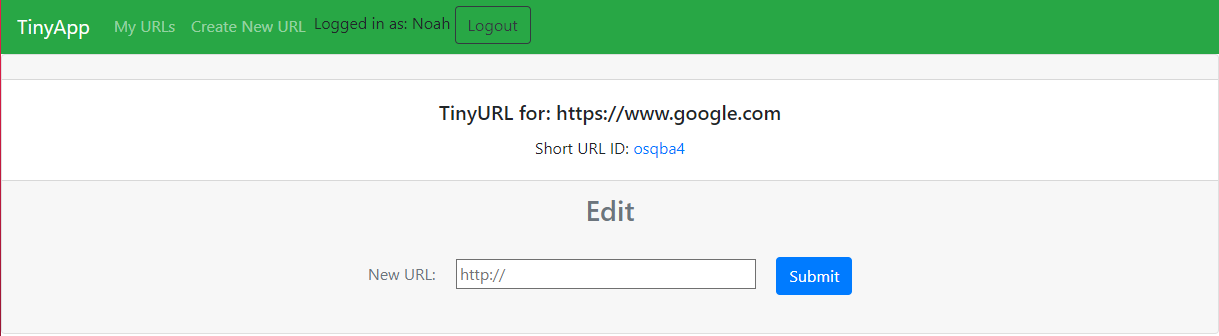 TinyApp My URLs Create New URL Logged in as: Noah Logout
TinyURL for: https://www.google.com
Short URL ID: osqba4
Edit
New URL: http:// Submit